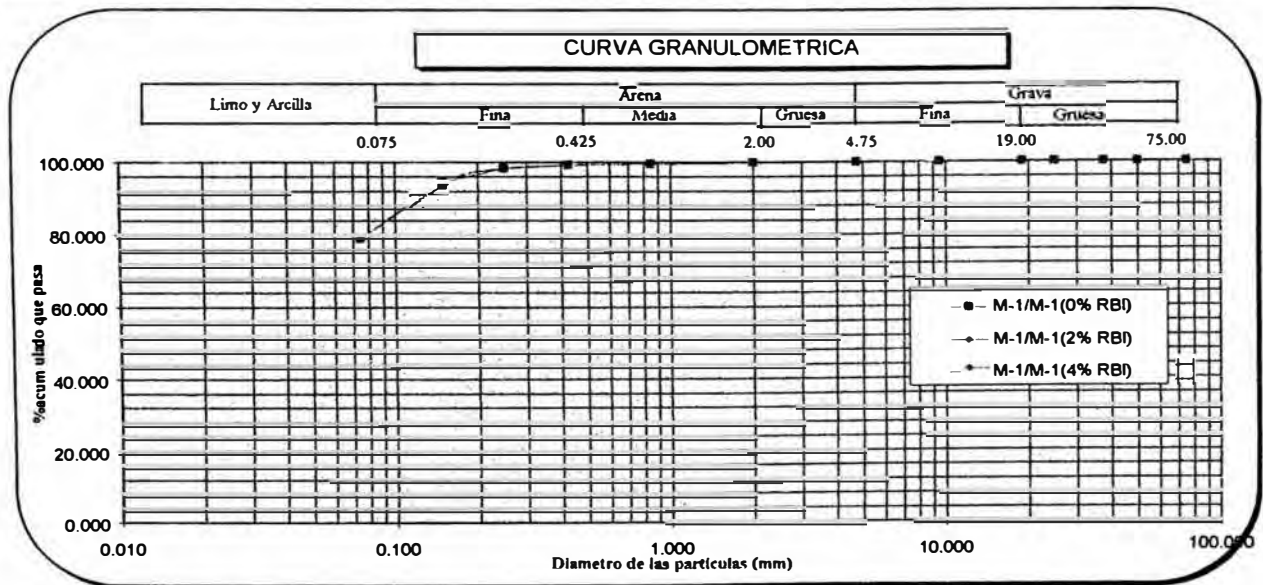 CURVA GRANULOMETRICA
Limo y Arcilla
Arena
Grava
Fina
Media
Gruesa
Fina
Gruesa
0.075
0.425
2.00
4.75
19.00
75.00
%acum ulado que pasa
100.000
80.000
60.000
40.000
20.000
0.000
M-1/M-1(0% RBI)
M-1/M-1(2% RBI)
M-1/M-1(4% RBI)
0.010
0.100
1.000
10.000
100.000
Diametro de las particulas (mm)